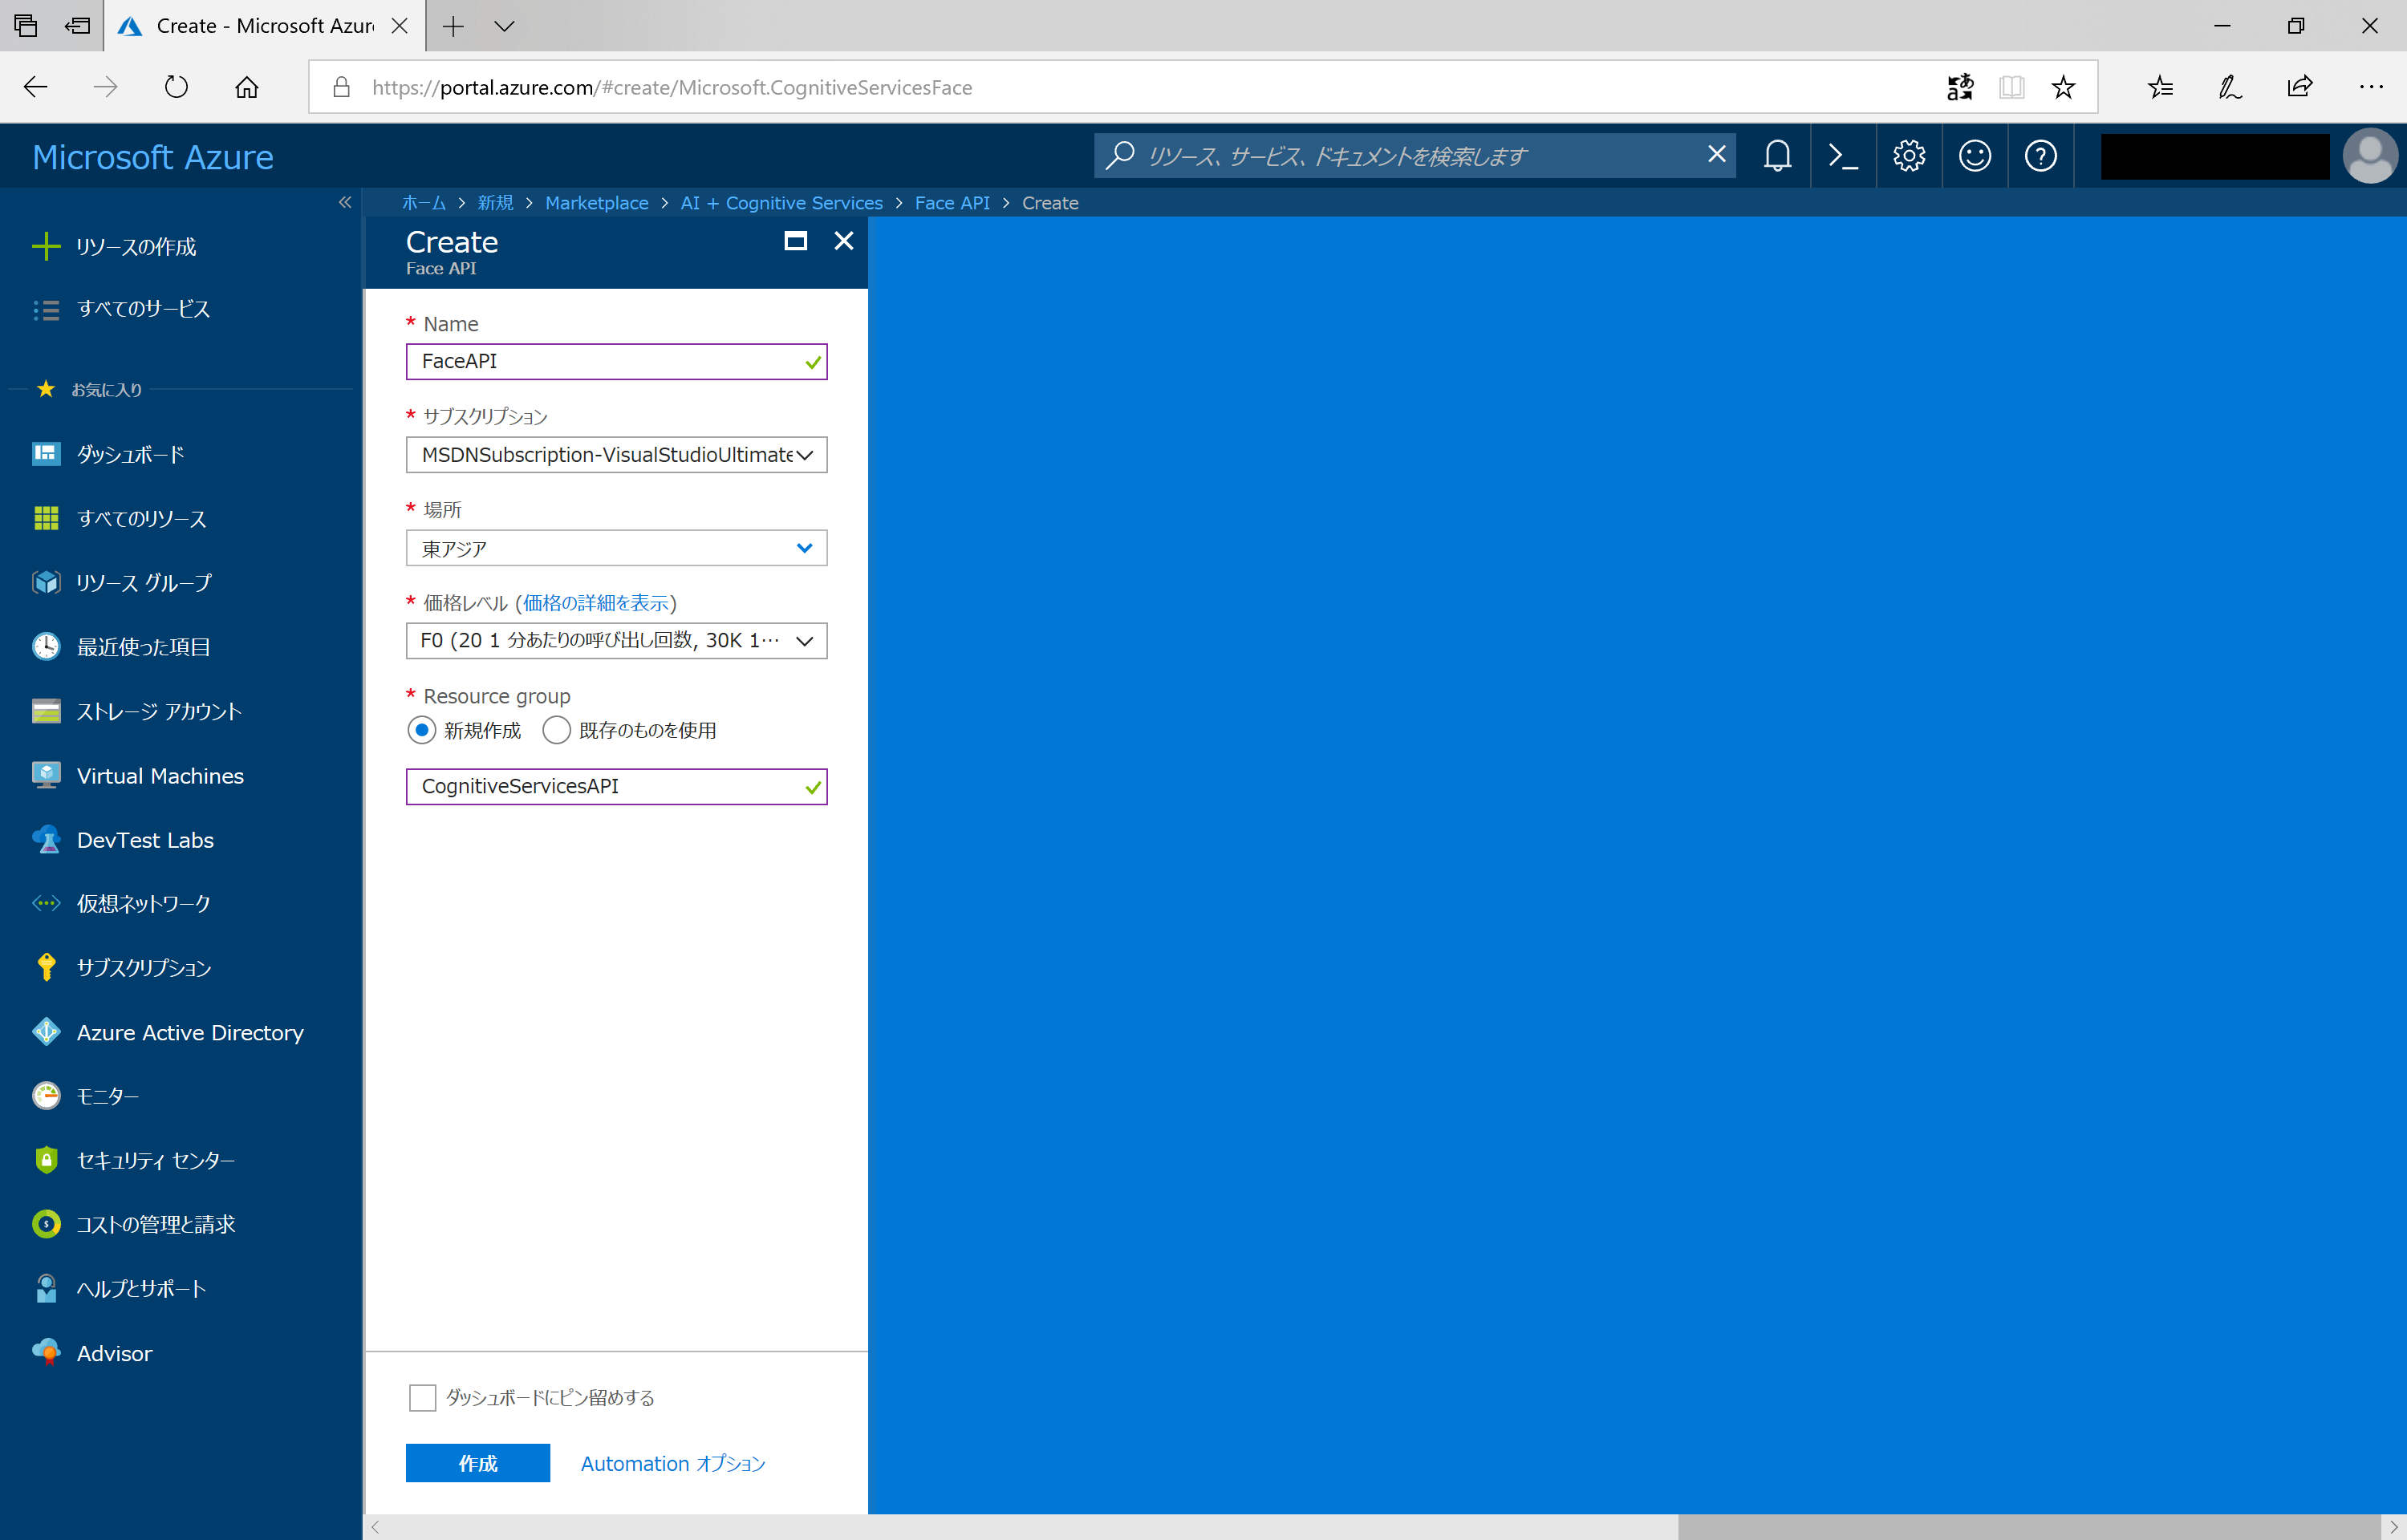 Create - Microsoft Azur
https://portal.azure.com/#create/Microsoft.CognitiveServicesFace
Microsoft Azure
リソース、サービス、ドキュメントを検索します
ホーム > 新規 > Marketplace > AI + Cognitive Services > Face API > Create
リソースの作成
すべてのサービス
お気に入り
ダッシュボード
すべてのリソース
リソース グループ
最近使った項目
ストレージ アカウント
Virtual Machines
DevTest Labs
仮想ネットワーク
サブスクリプション
Azure Active Directory
モニター
セキュリティ センター
コストの管理と請求
ヘルプとサポート
Advisor
Create
Face API
* Name
FaceAPI
* サブスクリプション
MSDNSubscription-VisualStudioUltimate
* 場所
東アジア
* 価格レベル (価格の詳細を表示)
F0 (20 1 分あたりの呼び出し回数, 30K 1…
* Resource group
新規作成 既存のものを使用
CognitiveServicesAPI
ダッシュボードにピン留めする
作成 Automation オプション